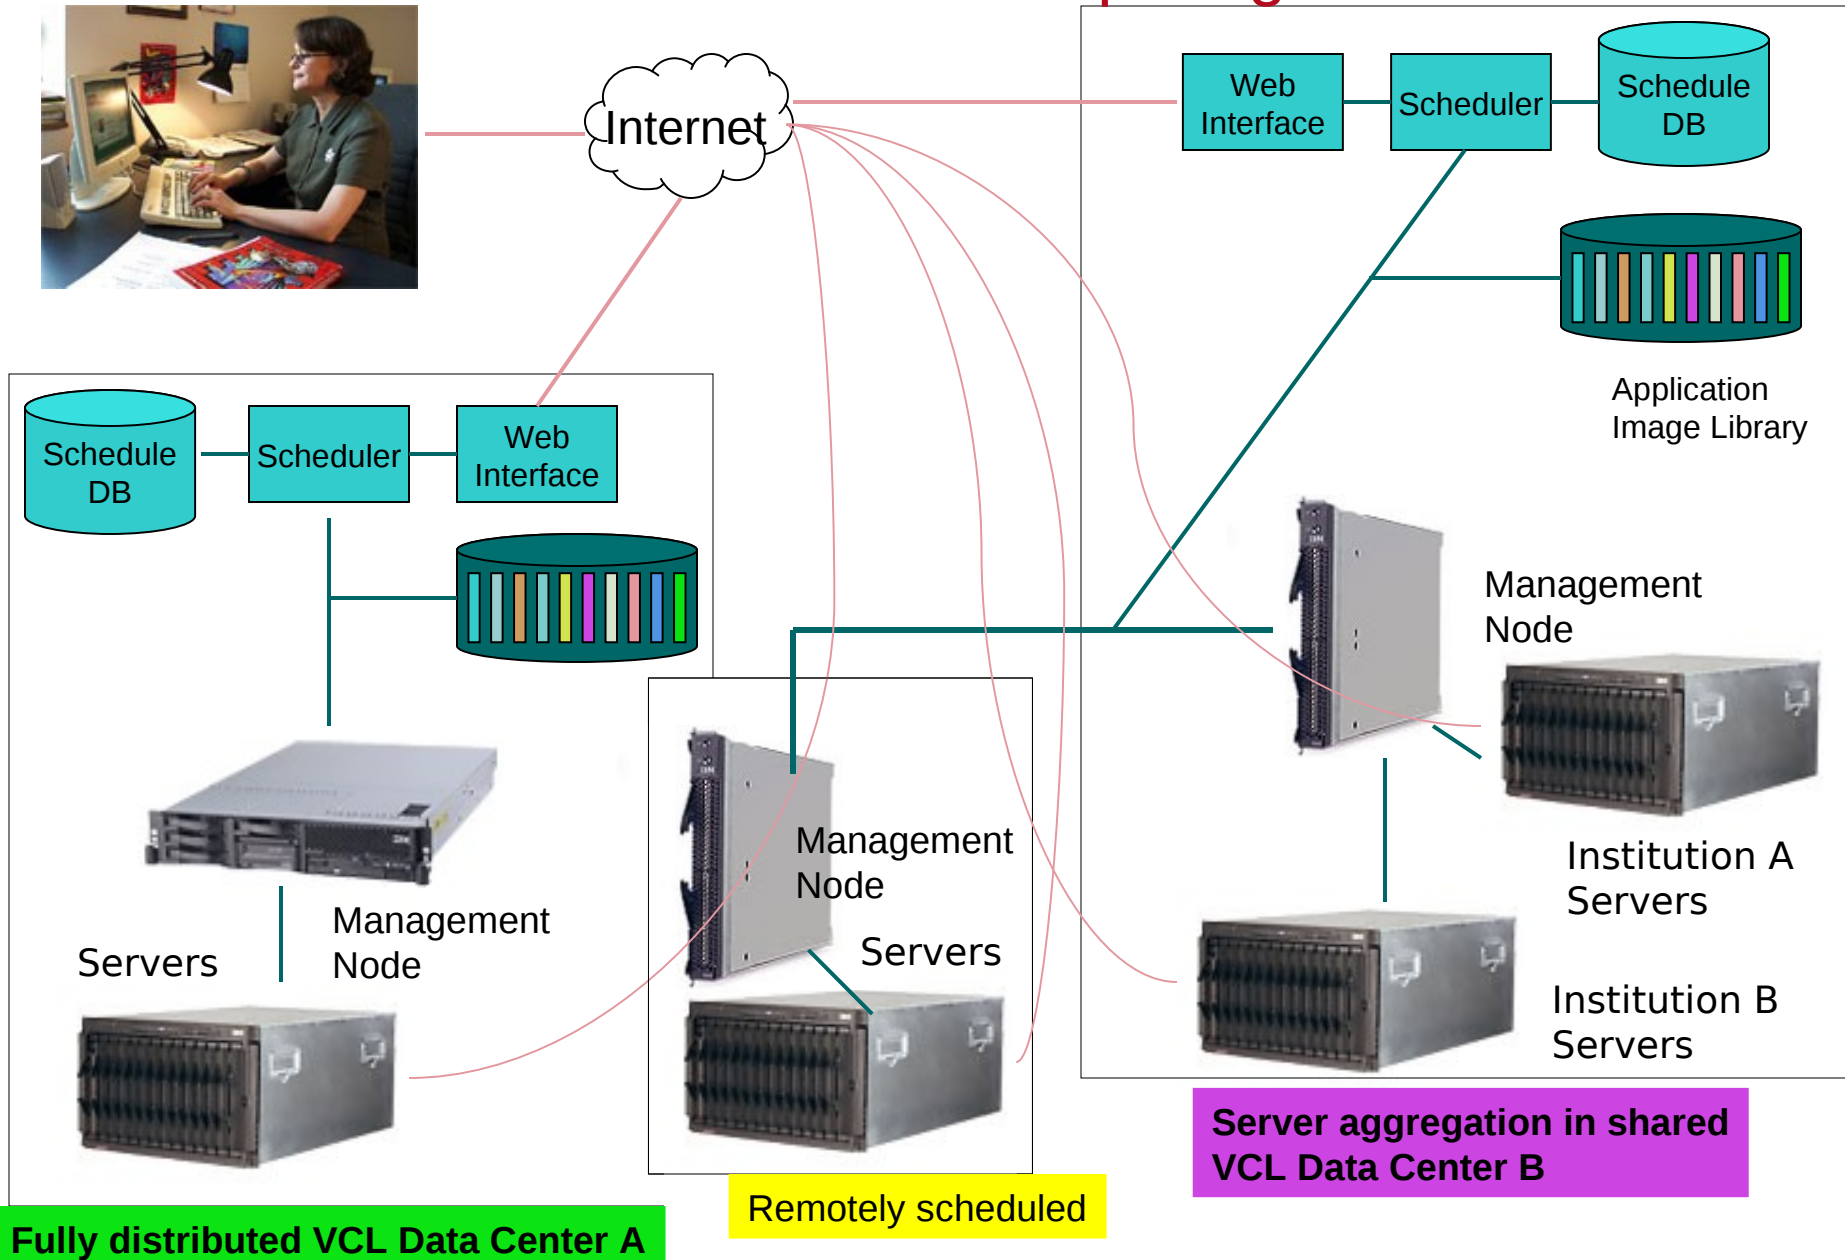 Internet
Web
Interface
Scheduler
Schedule
DB
Application
Image Library
Schedule
DB
Scheduler
Web
Interface
Management
Node
Institution A
Servers
Institution B
Servers
Management
Node
Servers
Management
Node
Servers
Server aggregation in shared
VCL Data Center B
Remotely scheduled
Fully distributed VCL Data Center A